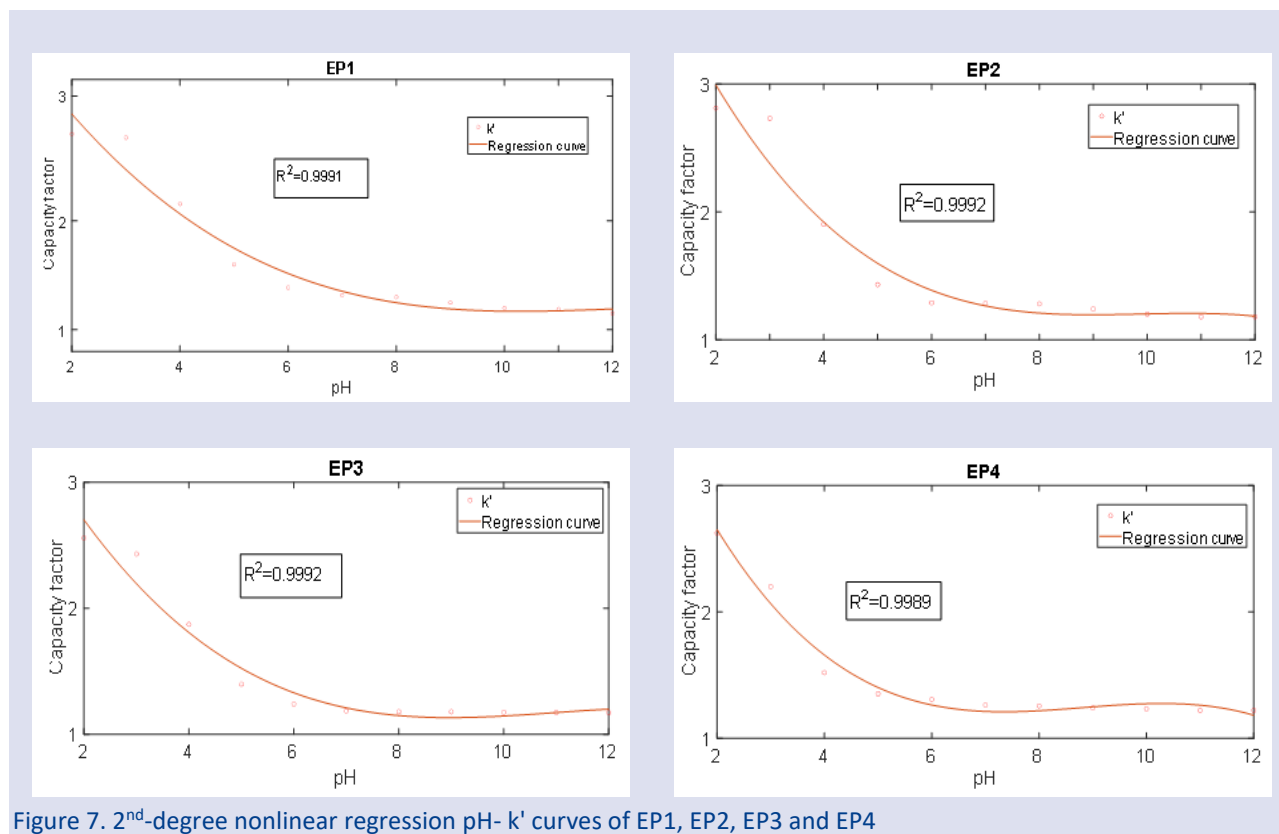 EP1
3
2
1
Capacity factor
k'
Regression curve
R²=0.9991
2 4 6 8 10 12
pH
EP2
3
2
1
Capacity factor
k'
Regression curve
R²=0.9992
2 4 6 8 10 12
pH
EP3
3
2
1
Capacity factor
k'
Regression curve
R²=0.9992
2 4 6 8 10 12
pH
EP4
3
2
1
Capacity factor
k'
Regression curve
R²=0.9989
2 4 6 8 10 12
pH
Figure 7. 2ⁿᵈ-degree nonlinear regression pH- k' curves of EP1, EP2, EP3 and EP4